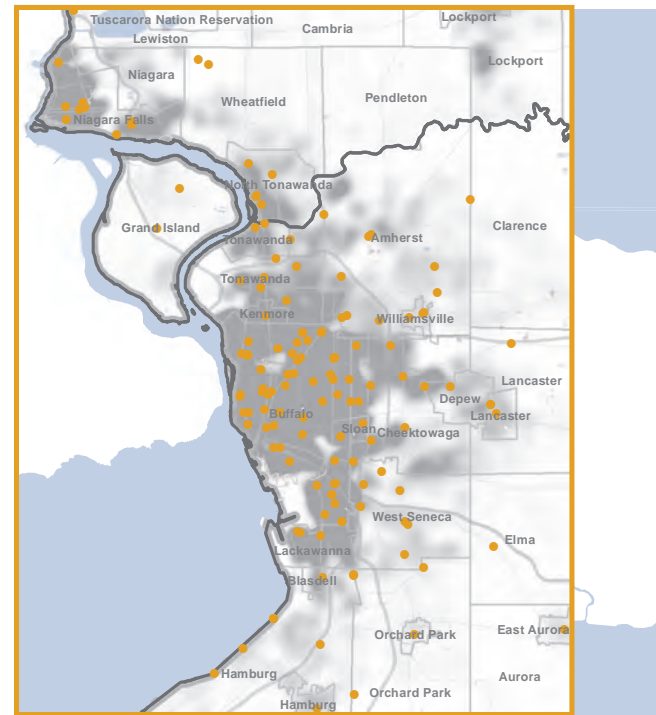 Tuscarora Nation Reservation
Lockport
Cambria
Lewiston
Lockport
Niagara
Wheatfield
Pendleton
Niagara Falls
North Tonawanda
Grand Island
Clarence
Tonawanda
Amherst
Tonawanda
Kenmore
Williamsville
Lancaster
Depew
Buffalo
Lancaster
Sloan
Cheektowaga
West Seneca
Elma
Lackawanna
Blasdell
East Aurora
Orchard Park
Hamburg
Aurora
Orchard Park
Hamburg